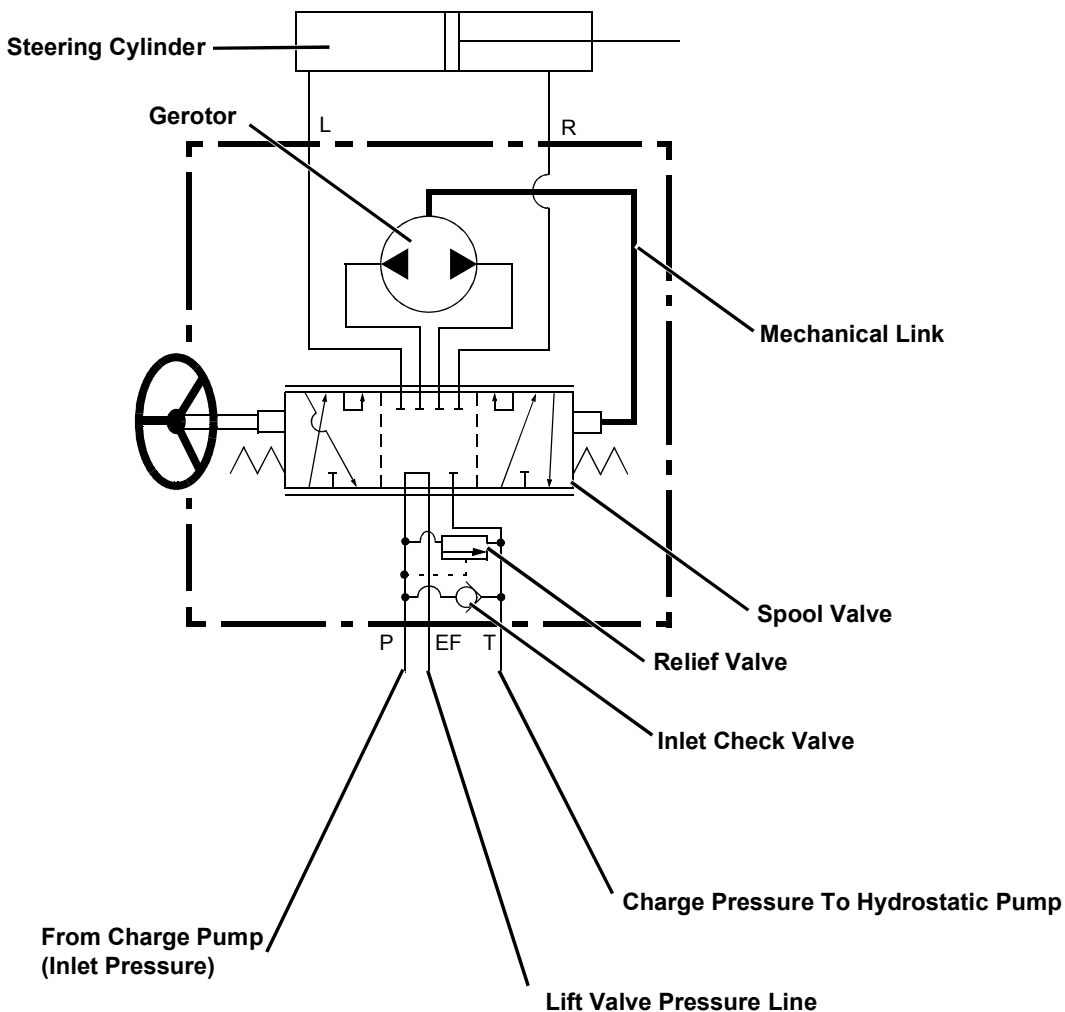 Steering Cylinder
Gerotor
L
R
Mechanical Link
Spool Valve
P
EF
T
Relief Valve
Inlet Check Valve
Charge Pressure To Hydrostatic Pump
From Charge Pump
(Inlet Pressure)
Lift Valve Pressure Line